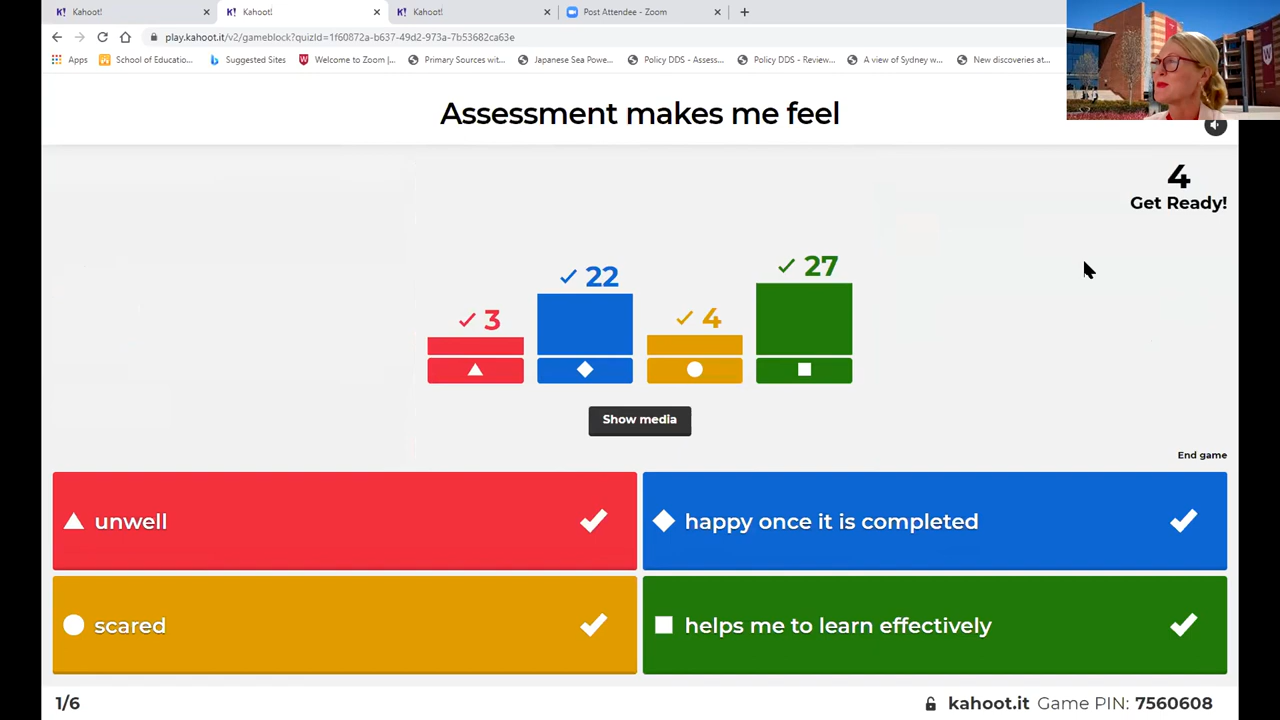 Kahoot!
Kahoot!
Kahoot!
Post Attendee - Zoom
play.kahoot.it/v2/gameblock?quizId=1f60872a-b637-49d2-973a-7b53682ca63e
Apps
School of Educatio...
Suggested Sites
Welcome to Zoom |...
Primary Sources wit...
Japanese Sea Powe...
Policy DDS - Assess...
Policy DDS - Review...
A view of Sydney w...
New discoveries at...
Assessment makes me feel
4
Get Ready!
3
22
4
27
Show media
End game
unwell
happy once it is completed
scared
helps me to learn effectively
1/6
kahoot.it Game PIN: 7560608